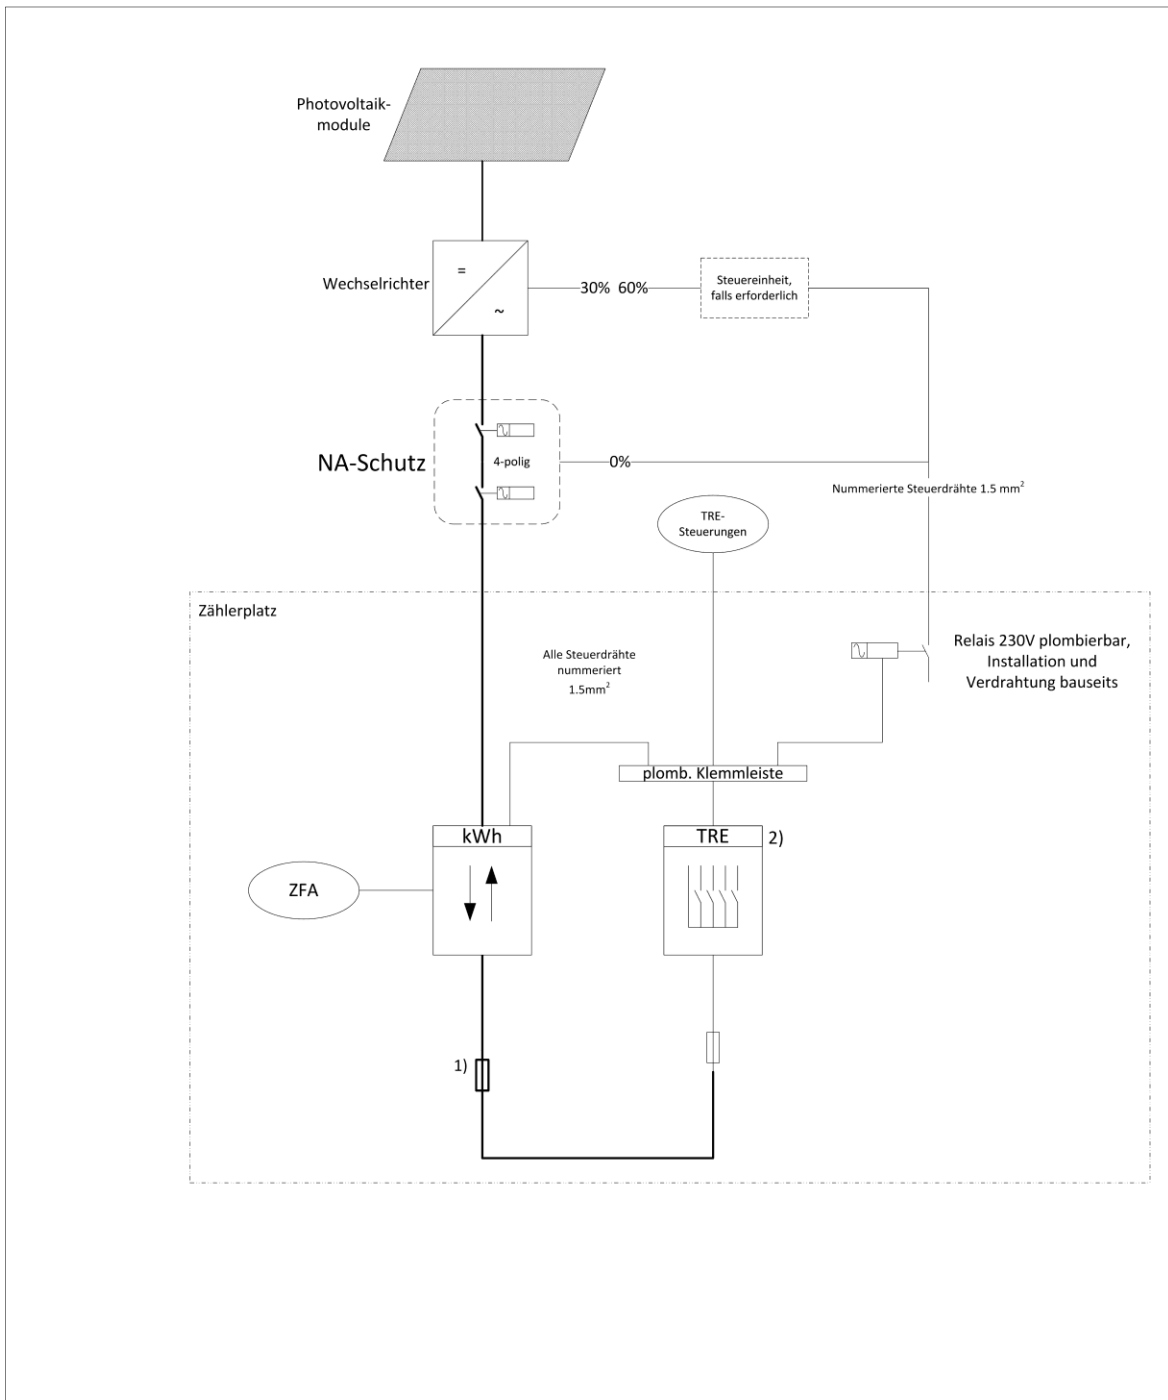 Photovoltaik-
module
Wechselrichter
=
~
30% 60%
Steuereinheit,
falls erforderlich
NA-Schutz
4-polig
0%
Nummerierte Steuerdrähte 1.5 mm²
TRE-
Steuerungen
Zählerplatz
Alle Steuerdrähte
nummeriert
1.5mm²
Relais 230V plombierbar,
Installation und
Verdrahtung bauseits
plomb. Klemmleiste
kWh
TRE
2)
ZFA
1)